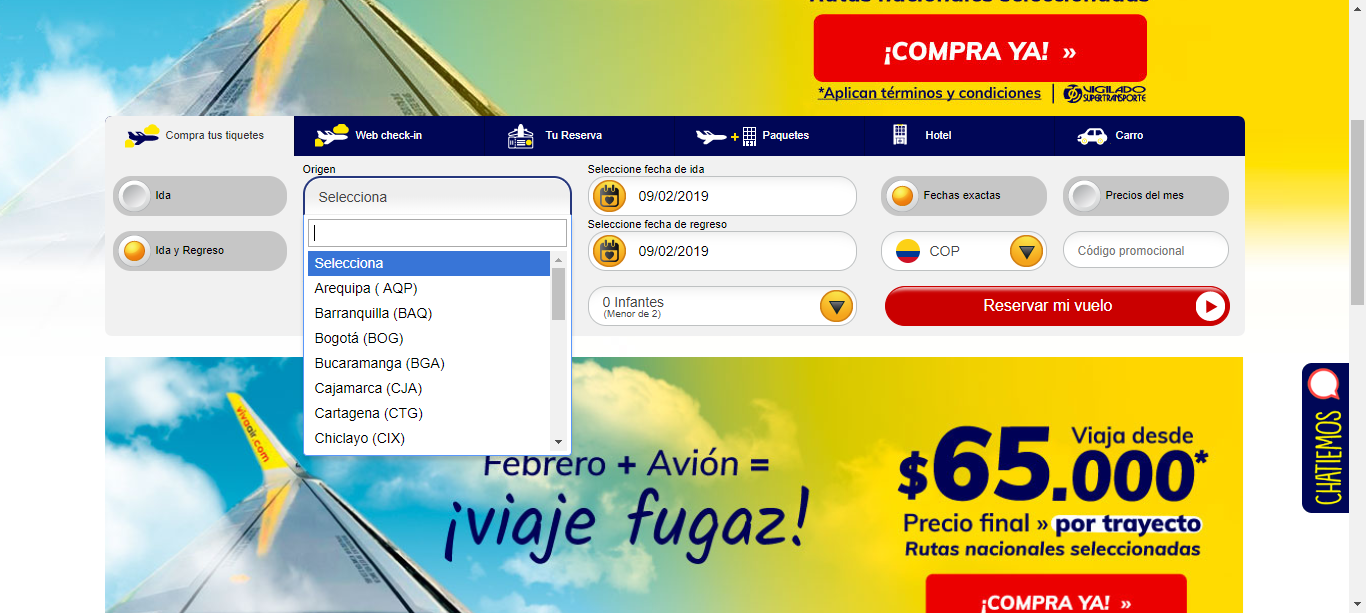 Rutas nacionales seleccionadas
¡COMPRA YA! »
*Aplican términos y condiciones | VIGILADO SUPERTRANSPORTE
Compra tus tiquetes
Web check-in
Tu Reserva
Paquetes
Hotel
Carro
Ida
Ida y Regreso
Origen
Selecciona
Selecciona
Arequipa ( AQP)
Barranquilla (BAQ)
Bogotá (BOG)
Bucaramanga (BGA)
Cajamarca (CJA)
Cartagena (CTG)
Chiclayo (CIX)
Seleccione fecha de ida
09/02/2019
Seleccione fecha de regreso
09/02/2019
0 Infantes
(Menor de 2)
Fechas exactas
Precios del mes
COP
Código promocional
Reservar mi vuelo
vivaair.com
Febrero + Avión =
¡viaje fugaz!
Viaja desde
$65.000*
Precio final » por trayecto
Rutas nacionales seleccionadas
¡COMPRA YA! »
CHATIEMOS